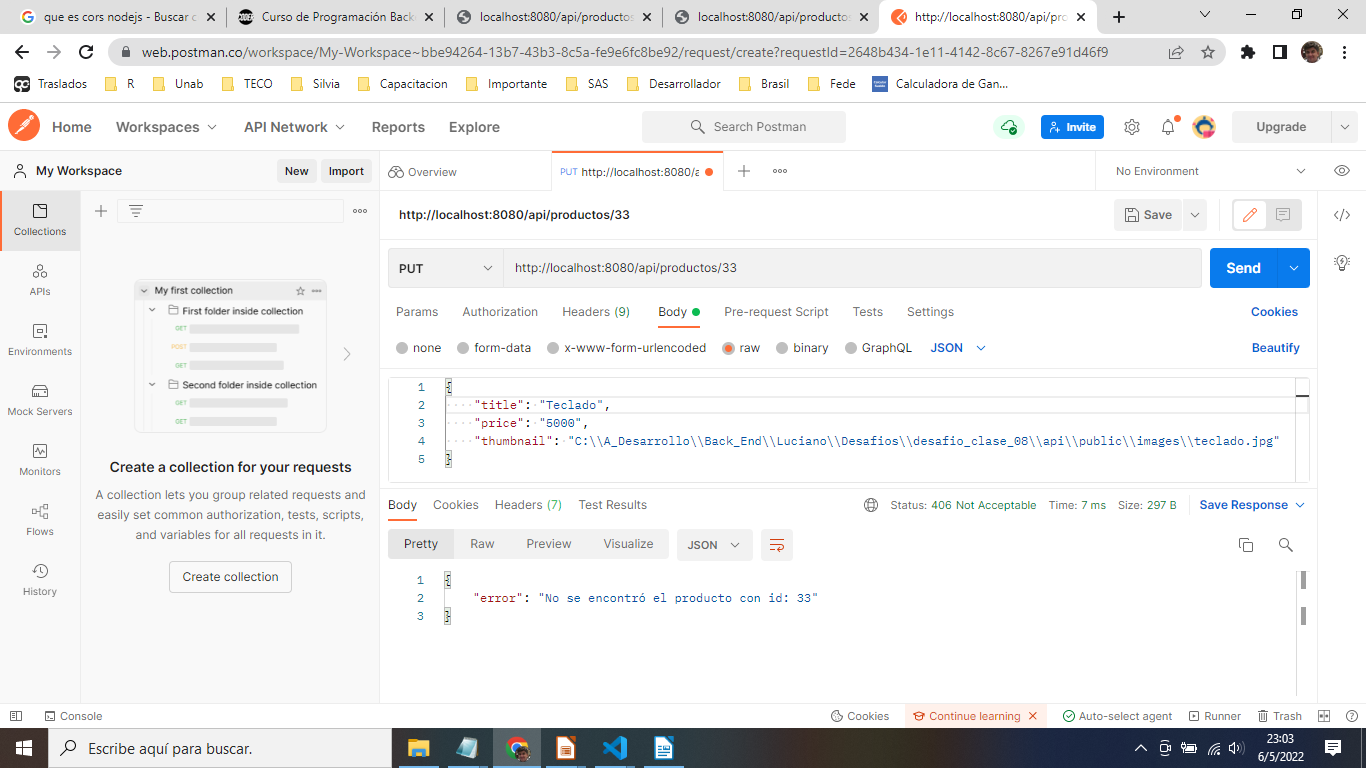 que es cors nodejs - Buscar c
Curso de Programación Back
localhost:8080/api/productos
localhost:8080/api/productos
http://localhost:8080/api/pro
web.postman.co/workspace/My-Workspace~bbe94264-13b7-43b3-8c5a-fe9e6fc8be92/request/create?requestId=2648b434-1e11-4142-8c67-8267e91d46f9
Traslados
R
Unab
TECO
Silvia
Capacitacion
Importante
SAS
Desarrollador
Brasil
Fede
Calculadora de Gan...
Home
Workspaces
API Network
Reports
Explore
Search Postman
Invite
Upgrade
My Workspace
New
Import
Overview
PUT http://localhost:8080/a
No Environment
Collections
APIs
Environments
Mock Servers
Monitors
Flows
History
My first collection
First folder inside collection
GET
POST
GET
Second folder inside collection
GET
GET
Create a collection for your requests
A collection lets you group related requests and
easily set common authorization, tests, scripts,
and variables for all requests in it.
Create collection
http://localhost:8080/api/productos/33
Save
PUT
http://localhost:8080/api/productos/33
Send
Params
Authorization
Headers (9)
Body
Pre-request Script
Tests
Settings
Cookies
none
form-data
x-www-form-urlencoded
raw
binary
GraphQL
JSON
Beautify
1 {
2 "title": "Teclado",
3 "price": "5000",
4 "thumbnail": "C:\\A_Desarrollo\\Back_End\\Luciano\\Desafios\\desafio_clase_08\\api\\public\\images\\teclado.jpg"
5 }
Body
Cookies
Headers (7)
Test Results
Status: 406 Not Acceptable
Time: 7 ms
Size: 297 B
Save Response
Pretty
Raw
Preview
Visualize
JSON
1 {
2 "error": "No se encontró el producto con id: 33"
3 }
Console
Cookies
Continue learning
Auto-select agent
Runner
Trash
Escribe aquí para buscar.
23:03
6/5/2022